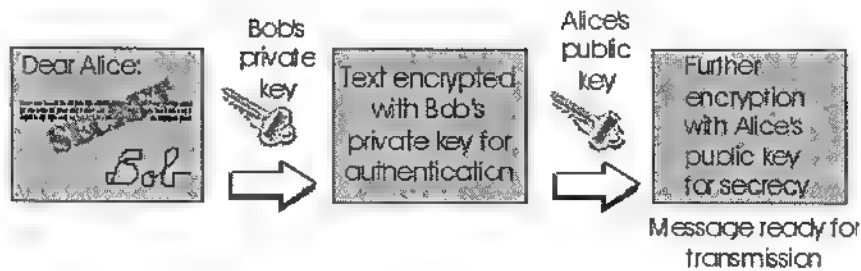 Dear Alice:
Bob
Bob's
private
key
Text encrypted
with Bob's
private key for
authentication
Alice's
public
key
Further
encryption
with Alice's
public key
for secrecy
Message ready for
transmission